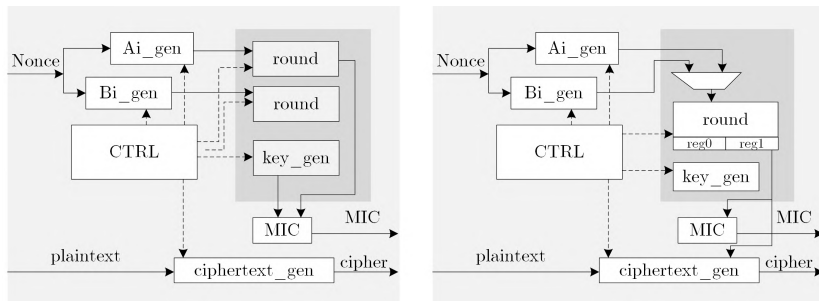 Ai_gen
Nonce
round
Bi_gen
round
CTRL
key_gen
MIC
MIC
plaintext
cipher
ciphertext_gen
Ai_gen
Nonce
Bi_gen
round
reg0 reg1
CTRL
key_gen
MIC
MIC
plaintext
cipher
ciphertext_gen